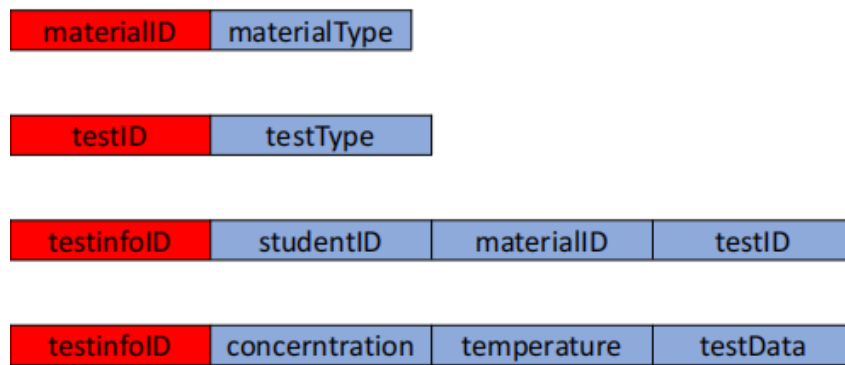 materialID materialType
testID testType
testinfoID studentID materialID testID
testinfoID concerntration temperature testData